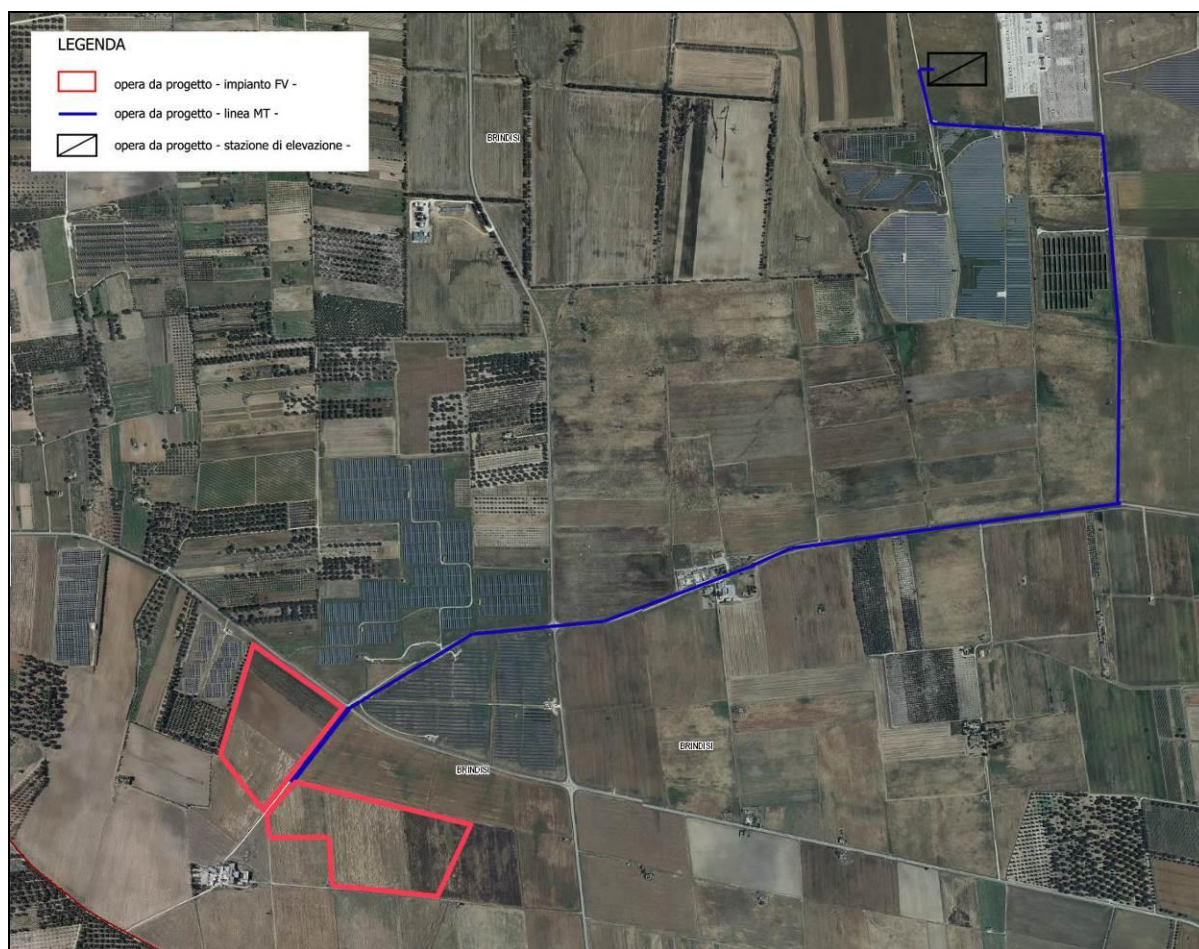 LEGENDA
opera da progetto - impianto FV -
opera da progetto - linea MT -
opera da progetto - stazione di elevazione -
BRINDISI
BRINDISI
BRINDISI